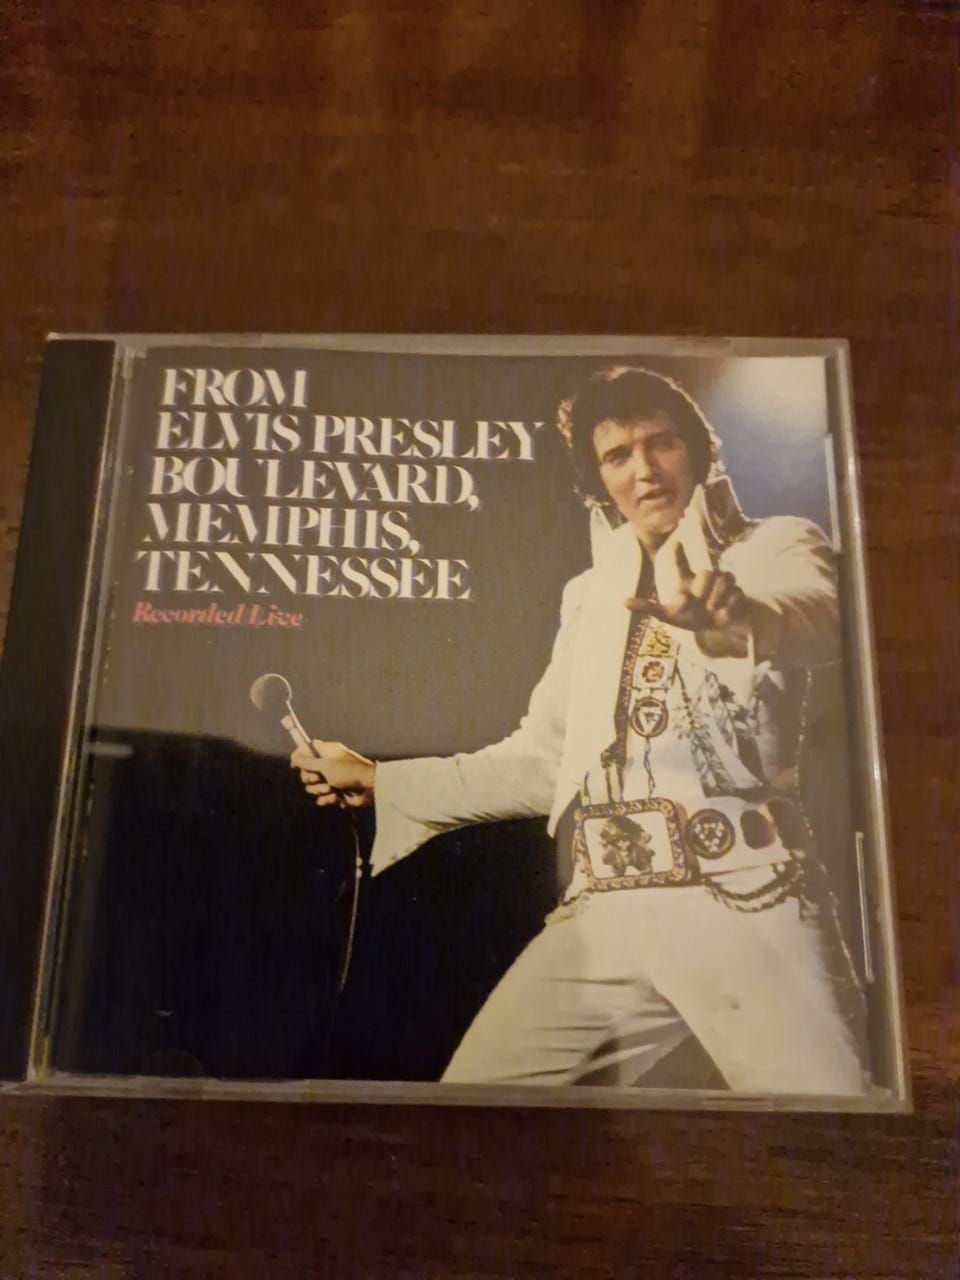 FROM
ELVIS PRESLEY
BOULEVARD,
MEMPHIS,
TENNESSEE
Recorded Live